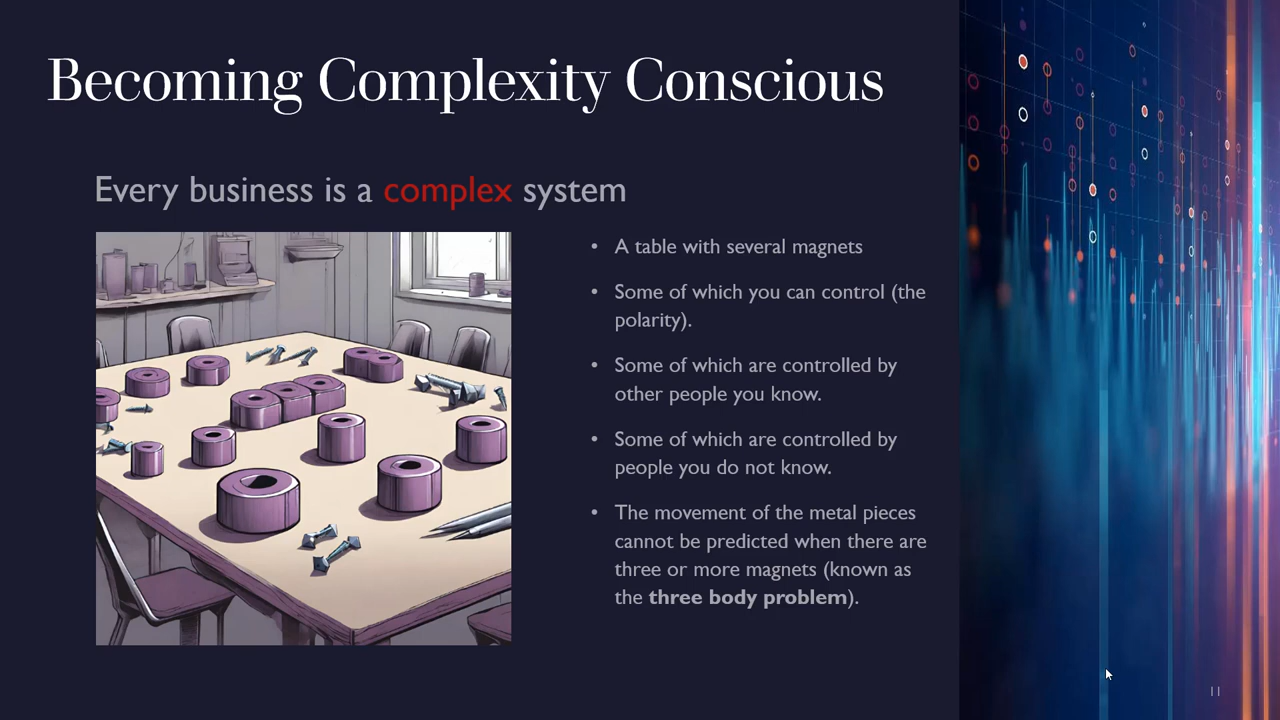 Becoming Complexity Conscious
Every business is a complex system
• A table with several magnets
• Some of which you can control (the
polarity).
• Some of which are controlled by
other people you know.
• Some of which are controlled by
people you do not know.
• The movement of the metal pieces
cannot be predicted when there are
three or more magnets (known as
the three body problem).
11